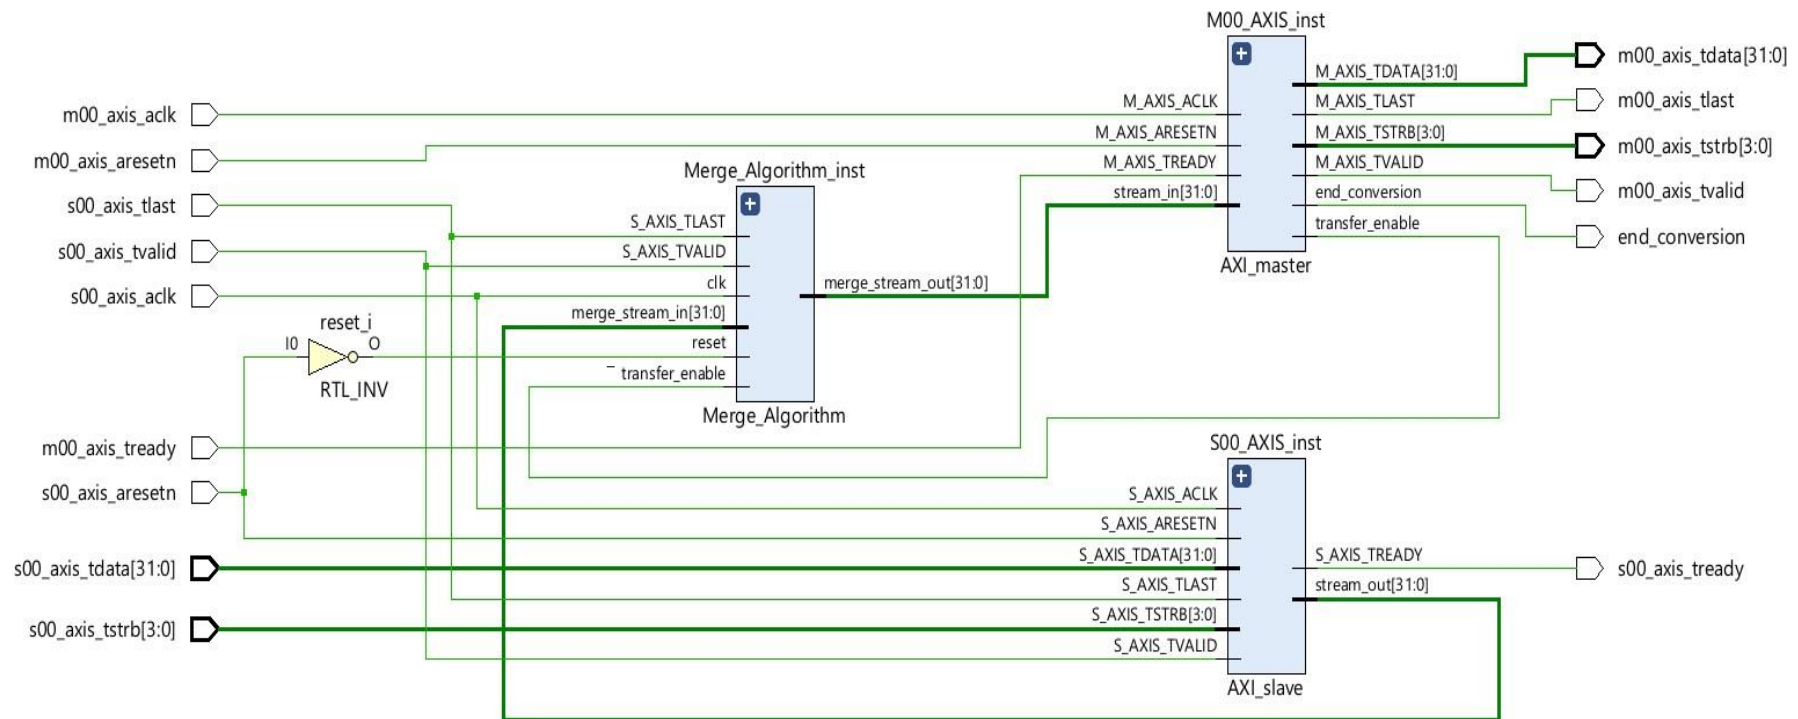 M00_AXIS_inst
m00_axis_aclk
m00_axis_aresetn
s00_axis_tlast
s00_axis_tvalid
s00_axis_aclk
reset_i
I0
O
RTL_INV
m00_axis_tready
s00_axis_aresetn
s00_axis_tdata[31:0]
s00_axis_tstrb[3:0]
Merge_Algorithm_inst
S_AXIS_TLAST
S_AXIS_TVALID
clk
merge_stream_in[31:0]
reset
transfer_enable
merge_stream_out[31:0]
Merge_Algorithm
M_AXIS_ACLK
M_AXIS_ARESETN
M_AXIS_TREADY
stream_in[31:0]
M_AXIS_TDATA[31:0]
M_AXIS_TLAST
M_AXIS_TSTRB[3:0]
M_AXIS_TVALID
end_conversion
transfer_enable
AXI_master
S00_AXIS_inst
S_AXIS_ACLK
S_AXIS_ARESETN
S_AXIS_TDATA[31:0]
S_AXIS_TLAST
S_AXIS_TSTRB[3:0]
S_AXIS_TVALID
S_AXIS_TREADY
stream_out[31:0]
AXI_slave
m00_axis_tdata[31:0]
m00_axis_tlast
m00_axis_tstrb[3:0]
m00_axis_tvalid
end_conversion
s00_axis_tready